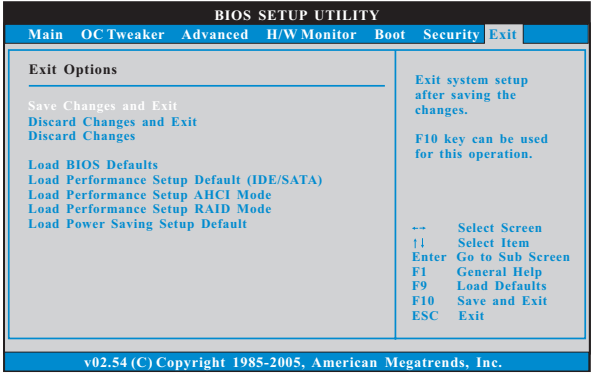 BIOS SETUP UTILITY
Main OC Tweaker Advanced H/W Monitor Boot Security Exit
Exit Options
Save Changes and Exit
Discard Changes and Exit
Discard Changes
Load BIOS Defaults
Load Performance Setup Default (IDE/SATA)
Load Performance Setup AHCI Mode
Load Performance Setup RAID Mode
Load Power Saving Setup Default
Exit system setup
after saving the
changes.
F10 key can be used
for this operation.
←→ Select Screen
↑↓ Select Item
Enter Go to Sub Screen
F1 General Help
F9 Load Defaults
F10 Save and Exit
ESC Exit
v02.54 (C) Copyright 1985-2005, American Megatrends, Inc.